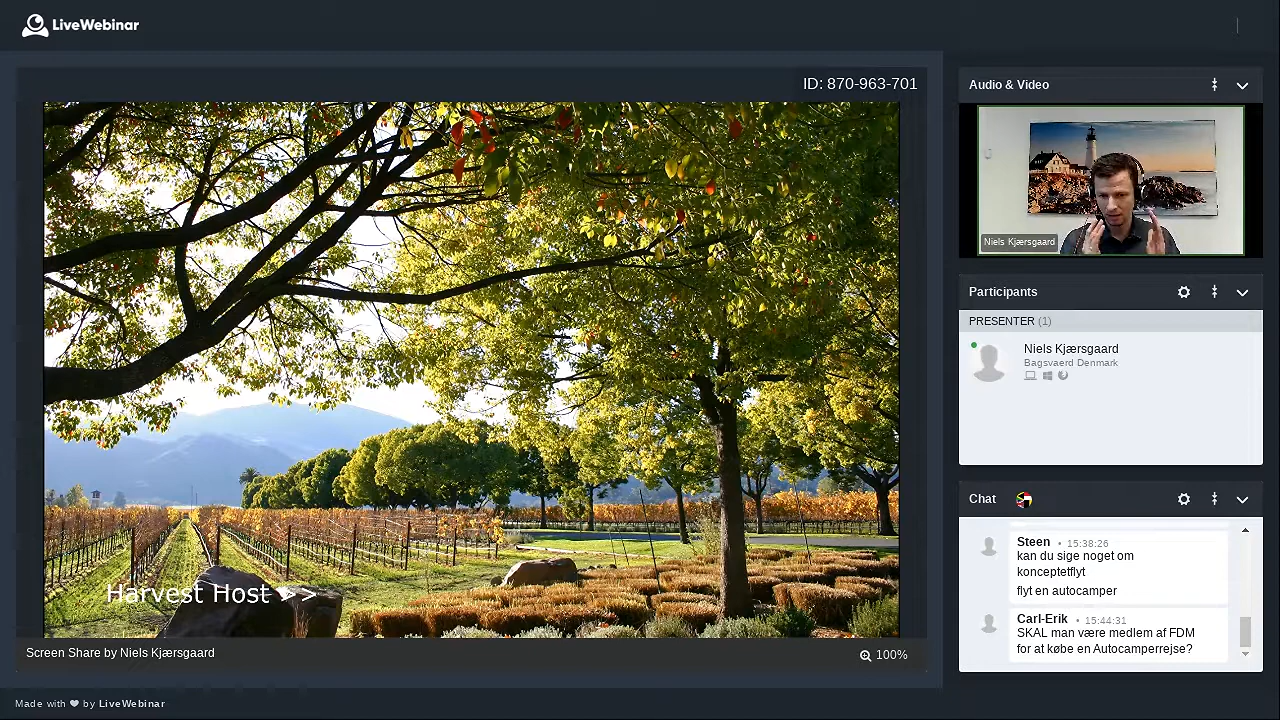 LiveWebinar
ID: 870-963-701
Harvest Host >>
Screen Share by Niels Kjærsgaard
100%
Audio & Video
Niels Kjærsgaard
Participants
PRESENTER (1)
Niels Kjærsgaard
Bagsvaerd Denmark
Chat
Steen • 15:38:26
kan du sige noget om
konceptetflyt
flyt en autocamper
Carl-Erik • 15:44:31
SKAL man være medlem af FDM
for at købe en Autocamperrejse?
Made with ❤ by LiveWebinar